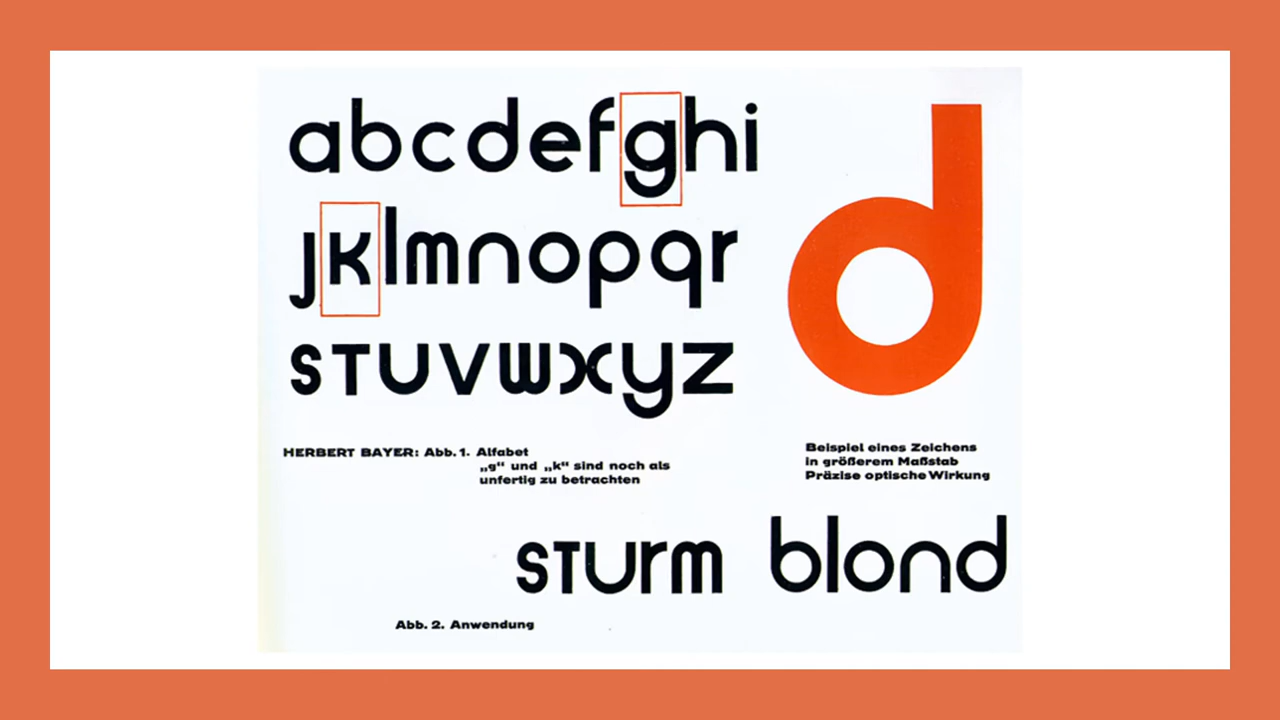 abcdefghi
jklmnopqr
stuvwxyz
d
HERBERT BAYER: Abb. 1. Alfabet
„g“ und „k“ sind noch als
unfertig zu betrachten
Beispiel eines Zeichens
in größerem Maßstab
Präzise optische Wirkung
sturm blond
Abb. 2. Anwendung